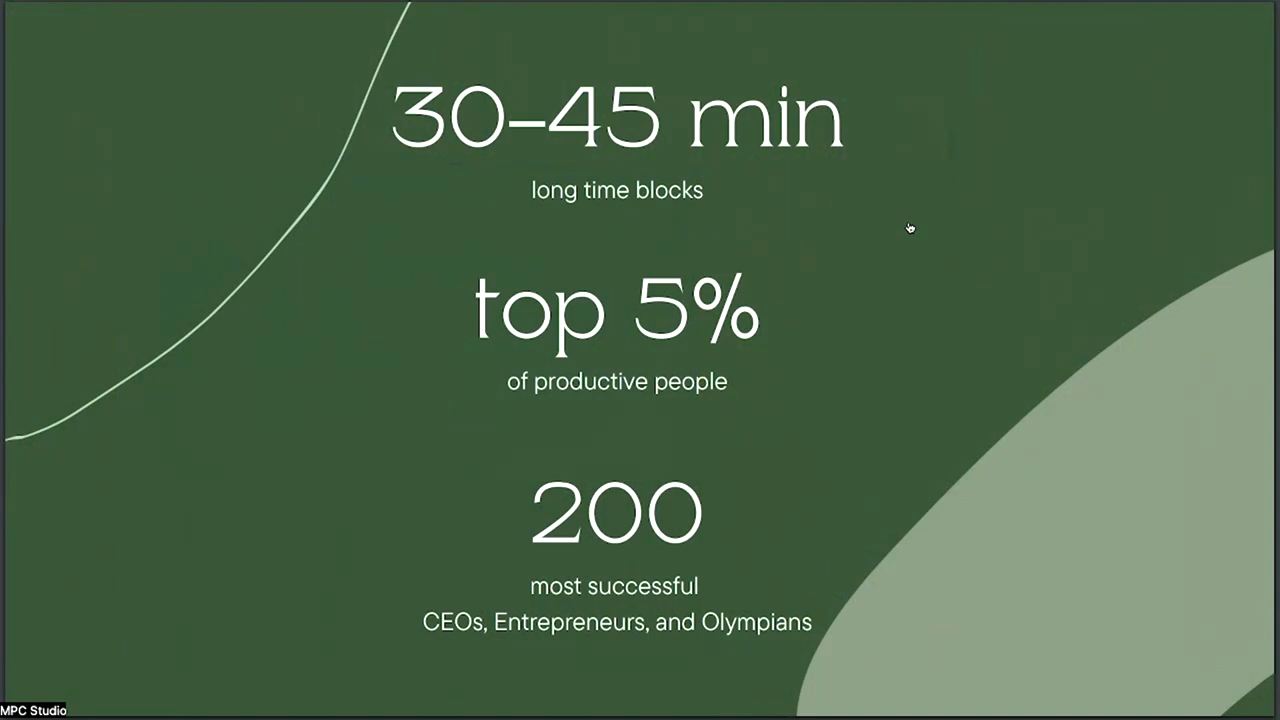 30–45 min
long time blocks
top 5%
of productive people
200
most successful
CEOs, Entrepreneurs, and Olympians
MPC Studio